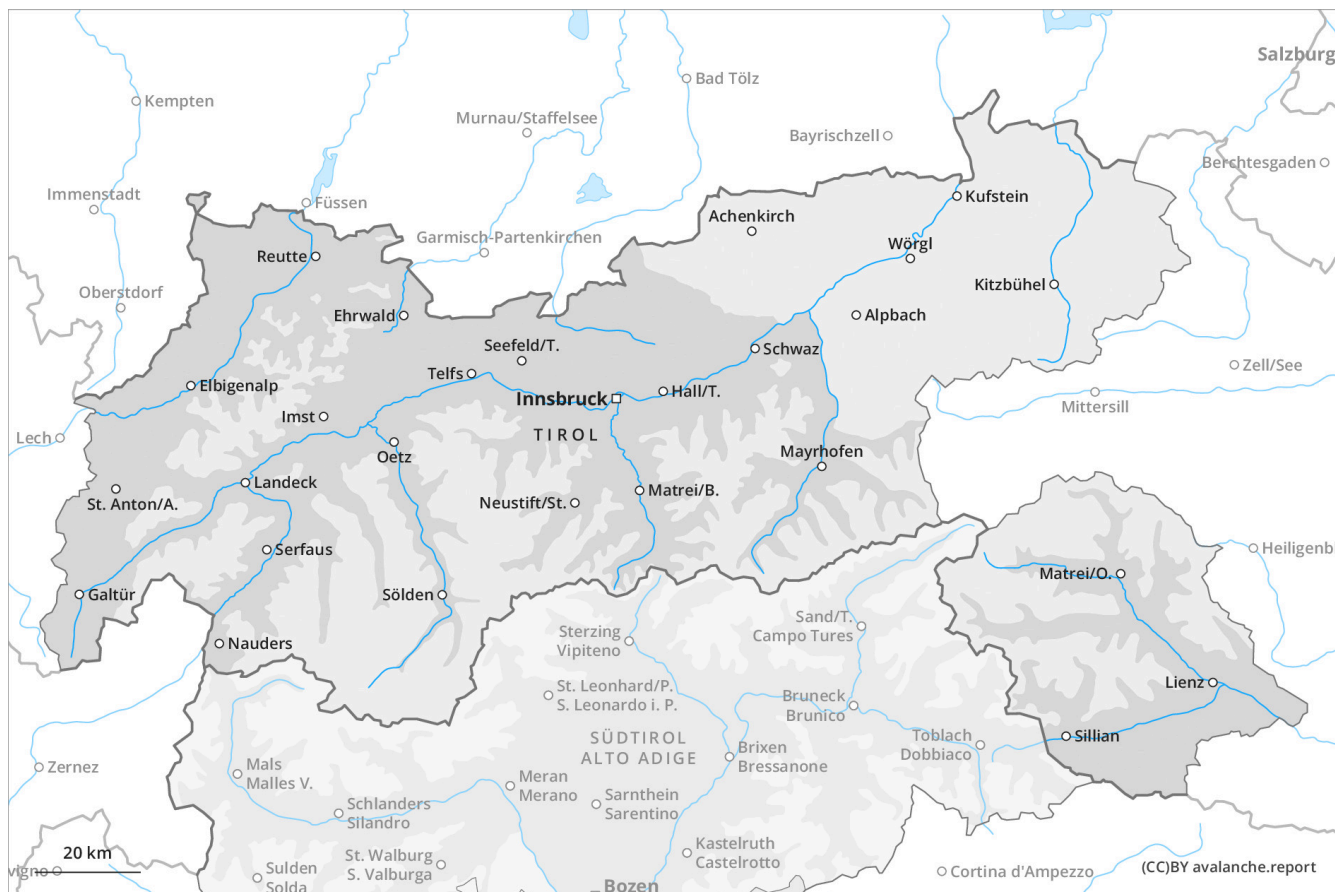 Salzburg
Bad Tölz
Kempten
Murnau/Staffelsee
Bayrischzell
Berchtesgaden
Immenstadt
Füssen
Kufstein
Achenkirch
Garmisch-Partenkirchen
Wörgl
Reutte
Kitzbühel
Oberstdorf
Ehrwald
Alpbach
Seefeld/T.
Schwaz
Zell/See
Telfs
Elbigenalp
Innsbruck
Hall/T.
Mittersill
Imst
Lech
TIROL
Oetz
Mayrhofen
Landeck
St. Anton/A.
Neustift/St.
Matrei/B.
Serfaus
Heiligenb
Matrei/O.
Galtür
Sölden
Sand/T.
Campo Tures
Sterzing
Vipiteno
Nauders
Lienz
St. Leonhard/P.
S. Leonardo i. P.
Bruneck
Brunico
SÜDTIROL
ALTO ADIGE
Toblach
Dobbiaco
Sillian
Brixen
Bressanone
Zernez
Mals
Malles V.
Meran
Merano
Sarnthein
Sarentino
Schlanders
Silandro
Kastelruth
Castelrotto
20 km
St. Walburg
S. Valburga
vigno
Sulden
Solda
Cortina d'Ampezzo
(CC)BY avalanche.report
Bozen